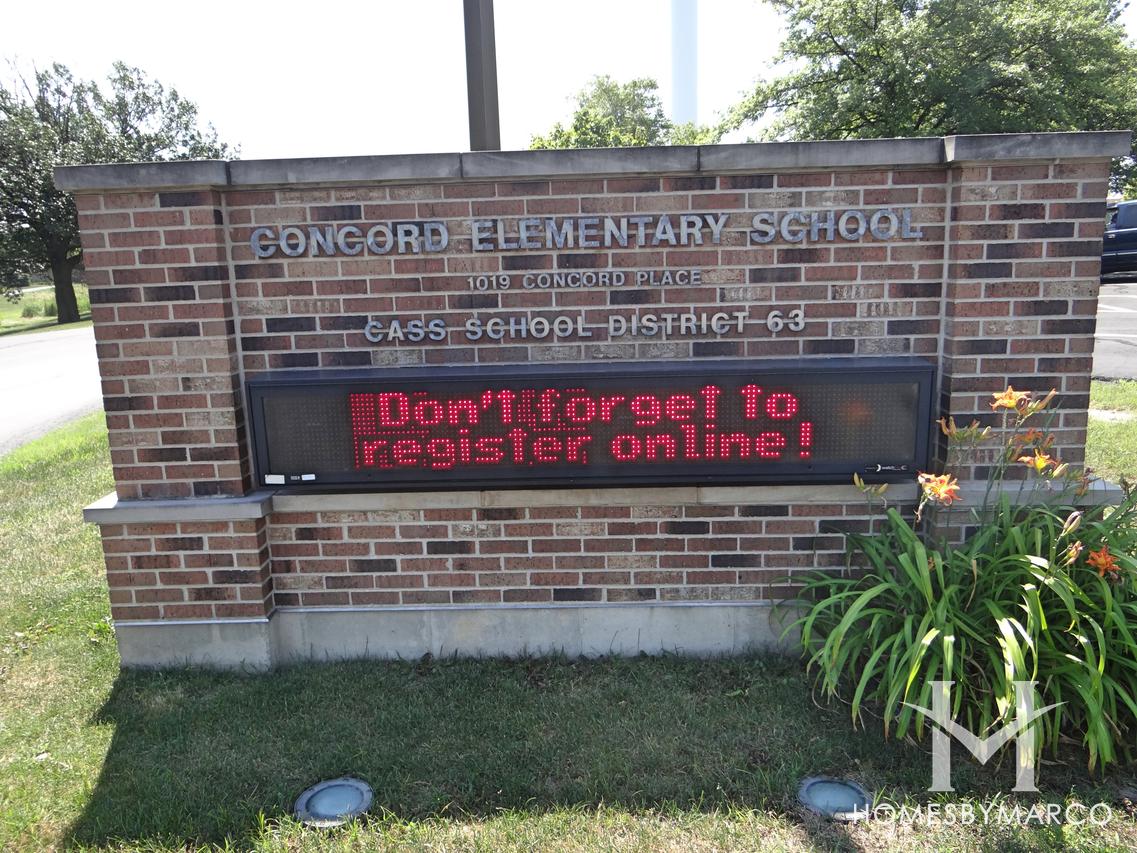 CONCORD ELEMENTARY SCHOOL
1019 CONCORD PLACE
CASS SCHOOL DISTRICT 63
Don't forget to
register online!
HOMESBYMARCO